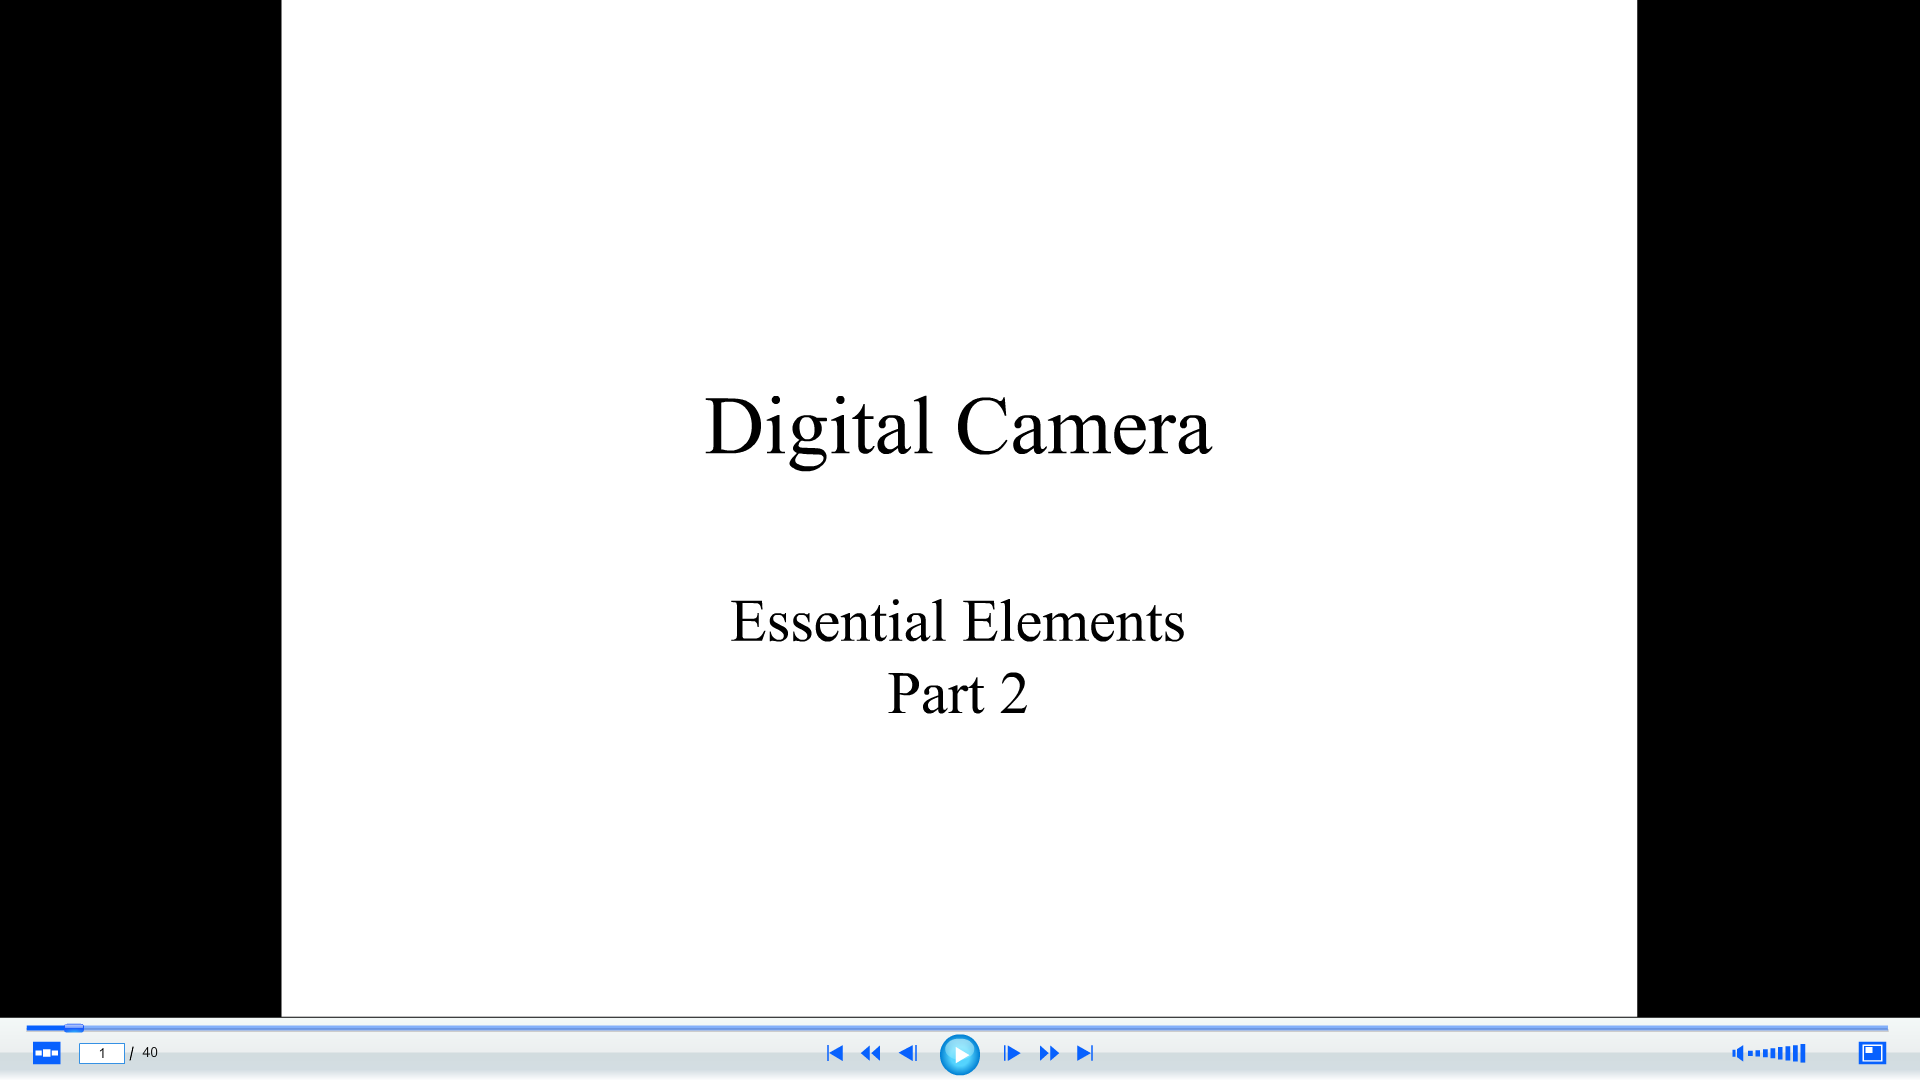 Digital Camera
Essential Elements
Part 2
1 / 40